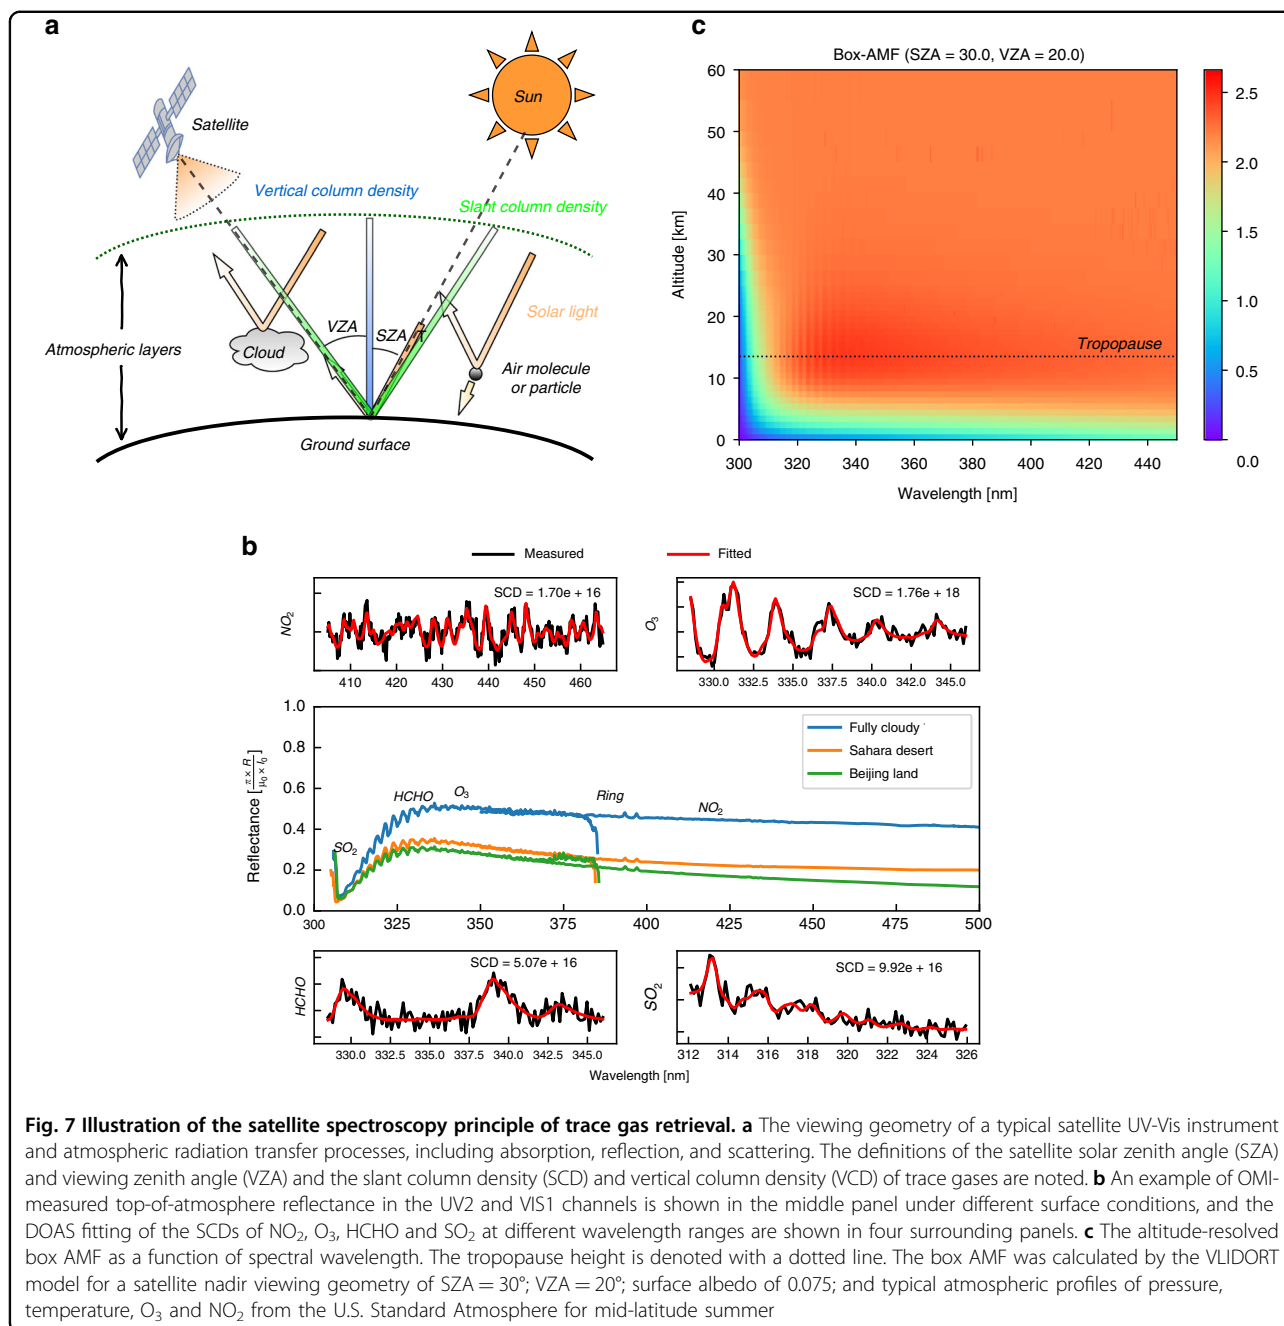 a
Satellite
Sun
Vertical column density
Slant column density
Solar light
VZA
SZA
Cloud
Atmospheric layers
Air molecule
or particle
Ground surface
c
Box-AMF (SZA = 30.0, VZA = 20.0)
60
50
40
30
20
10
0
Altitude [km]
Tropopause
300 320 340 360 380 400 420 440
Wavelength [nm]
2.5
2.0
1.5
1.0
0.5
0.0
b
Measured
Fitted
NO2
SCD = 1.70e + 16
410 420 430 440 450 460
O3
SCD = 1.76e + 18
330.0 332.5 335.0 337.5 340.0 342.5 345.0
Reflectance [π × R / μ0 × I0]
1.0
0.8
0.6
0.4
0.2
0.0
Fully cloudy
Sahara desert
Beijing land
SO2
HCHO
O3
Ring
NO2
300 325 350 375 400 425 450 475 500
HCHO
SCD = 5.07e + 16
330.0 332.5 335.0 337.5 340.0 342.5 345.0
SO2
SCD = 9.92e + 16
312 314 316 318 320 322 324 326
Wavelength [nm]
Fig. 7 Illustration of the satellite spectroscopy principle of trace gas retrieval. a The viewing geometry of a typical satellite UV-Vis instrument
and atmospheric radiation transfer processes, including absorption, reflection, and scattering. The definitions of the satellite solar zenith angle (SZA)
and viewing zenith angle (VZA) and the slant column density (SCD) and vertical column density (VCD) of trace gases are noted. b An example of OMI-
measured top-of-atmosphere reflectance in the UV2 and VIS1 channels is shown in the middle panel under different surface conditions, and the
DOAS fitting of the SCDs of NO2, O3, HCHO and SO2 at different wavelength ranges are shown in four surrounding panels. c The altitude-resolved
box AMF as a function of spectral wavelength. The tropopause height is denoted with a dotted line. The box AMF was calculated by the VLIDORT
model for a satellite nadir viewing geometry of SZA = 30°; VZA = 20°; surface albedo of 0.075; and typical atmospheric profiles of pressure,
temperature, O3 and NO2 from the U.S. Standard Atmosphere for mid-latitude summer